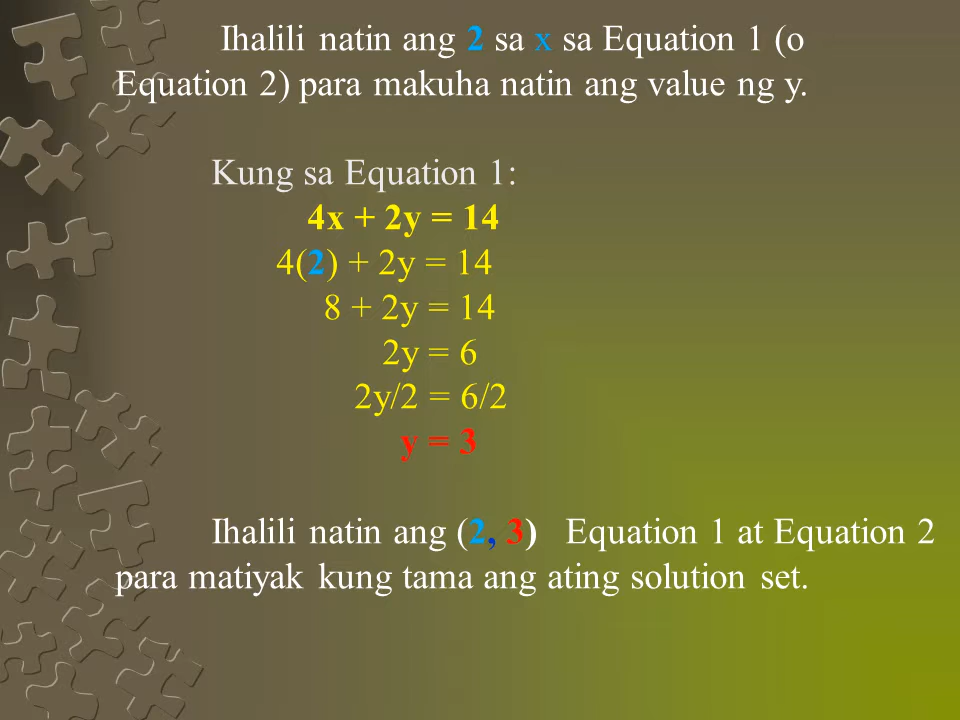 Ihalili natin ang 2 sa x sa Equation 1 (o
Equation 2) para makuha natin ang value ng y.
Kung sa Equation 1:
4x + 2y = 14
4(2) + 2y = 14
8 + 2y = 14
2y = 6
2y/2 = 6/2
y = 3
Ihalili natin ang (2, 3) Equation 1 at Equation 2
para matiyak kung tama ang ating solution set.